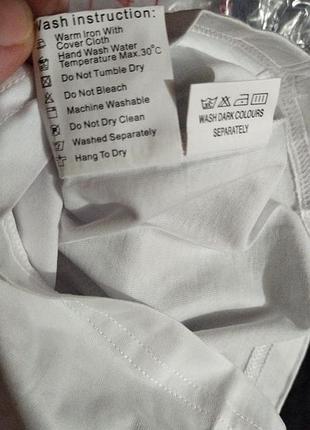 Wash instruction:
Warm Iron With
Cover Cloth
Hand Wash Water
Temperature Max.30°C
Do Not Tumble Dry
Do Not Bleach
Machine Washable
Do Not Dry Clean
Washed Separately
Hang To Dry
WASH DARK COLOURS
SEPARATELY